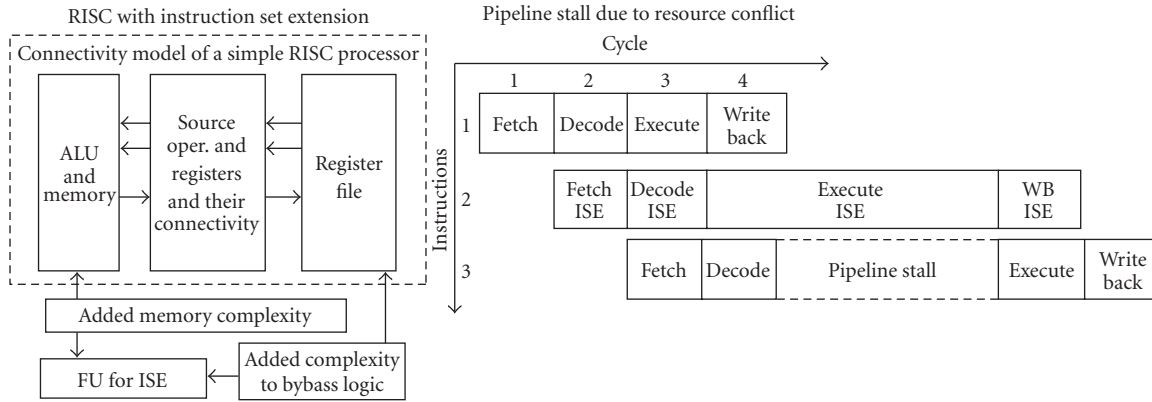 RISC with instruction set extension
Connectivity model of a simple RISC processor
ALU
and
memory
Source
oper. and
registers
and their
connectivity
Register
file
Added memory complexity
FU for ISE
Added complexity
to bybass logic
Pipeline stall due to resource conflict
Cycle
1 2 3 4
Instructions
1
Fetch
Decode
Execute
Write
back
2
Fetch
ISE
Decode
ISE
Execute
ISE
WB
ISE
3
Fetch
Decode
Pipeline stall
Execute
Write
back